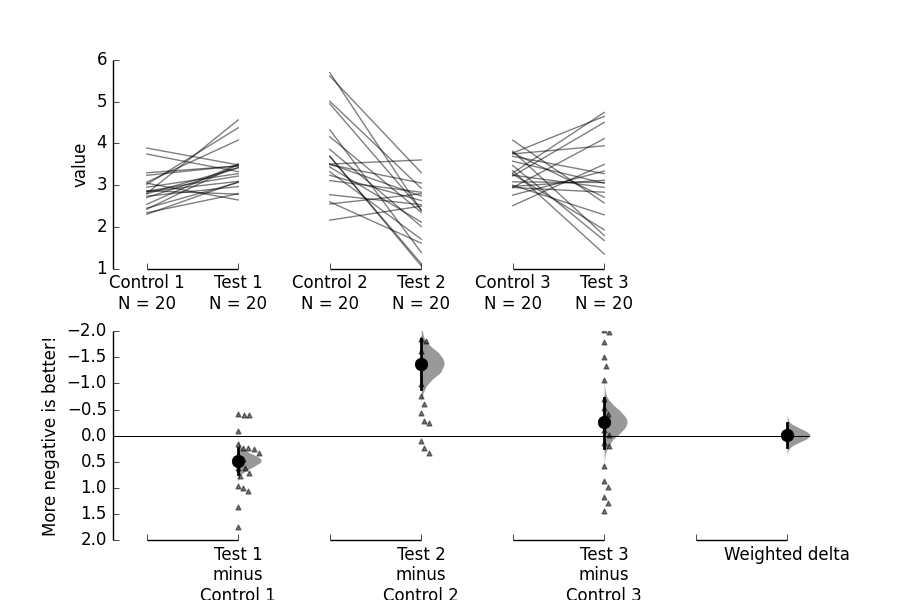 6
5
4
3
2
1
value
Control 1
N = 20
Test 1
N = 20
Control 2
N = 20
Test 2
N = 20
Control 3
N = 20
Test 3
N = 20
−2.0
−1.5
−1.0
−0.5
0.0
0.5
1.0
1.5
2.0
More negative is better!
Test 1
minus
Control 1
Test 2
minus
Control 2
Test 3
minus
Control 3
Weighted delta